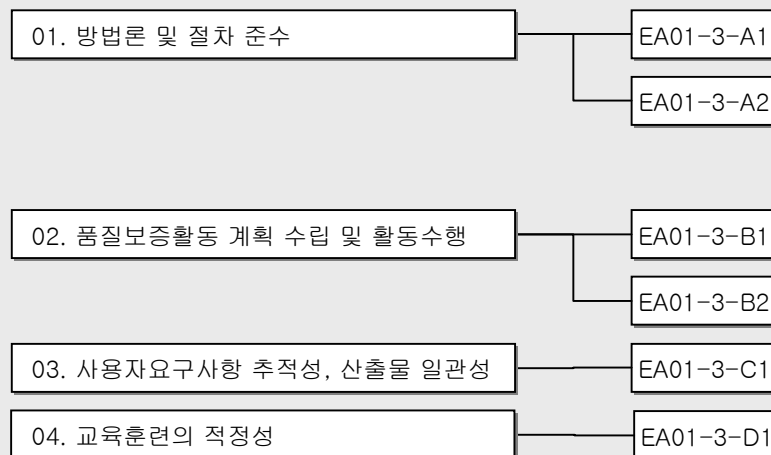 01. 방법론 및 절차 준수
EA01-3-A1
EA01-3-A2
02. 품질보증활동 계획 수립 및 활동수행
EA01-3-B1
EA01-3-B2
03. 사용자요구사항 추적성, 산출물 일관성
EA01-3-C1
04. 교육훈련의 적정성
EA01-3-D1